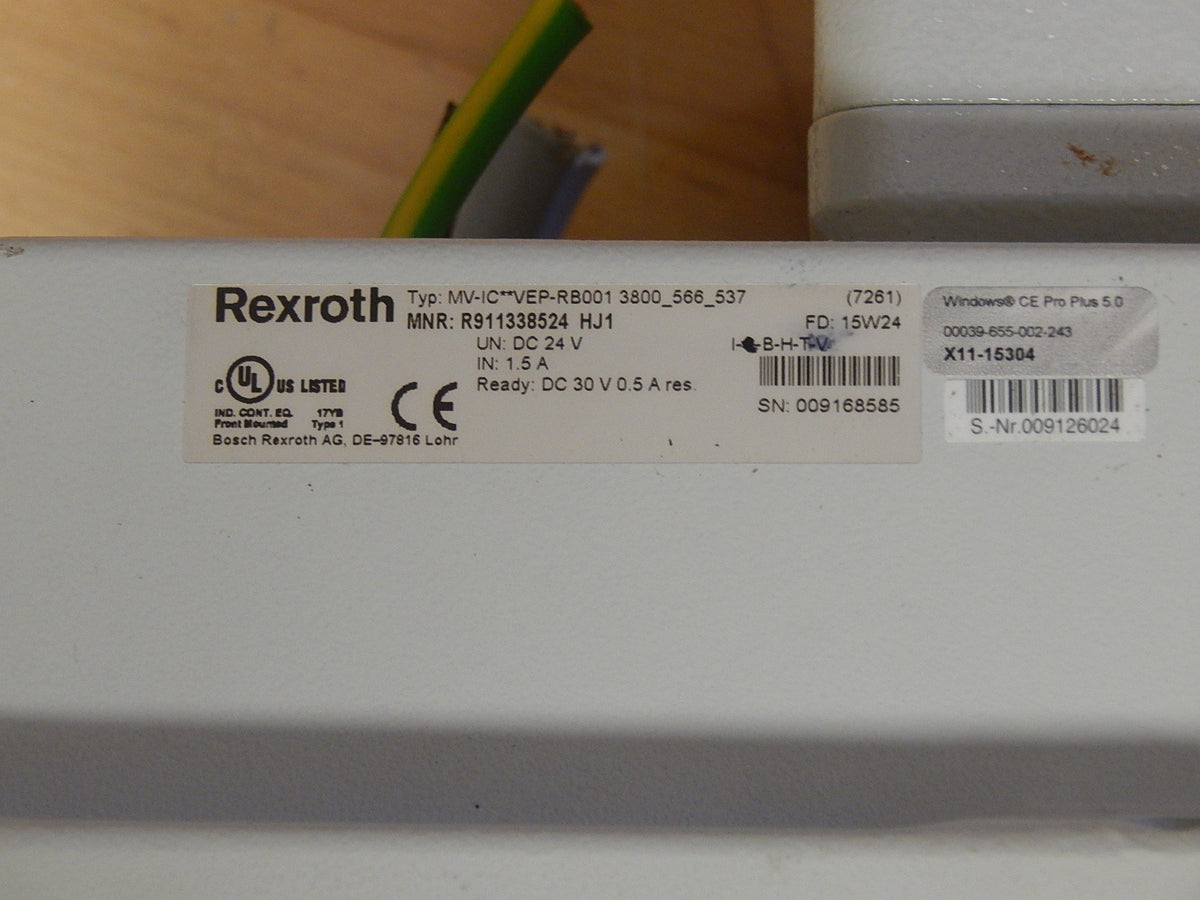 Rexroth
Typ: MV-IC**VEP-RB001 3800_566_537 (7261)
MNR: R911338524 HJ1 FD: 15W24
UN: DC 24 V
IN: 1.5 A
Ready: DC 30 V 0.5 A res.
-B-H-T-V
SN: 009168585
C UL US LISTED
IND. CONT. EQ. 17YB
Front Mounted Type 1
CE
Bosch Rexroth AG, DE-97816 Lohr
Windows® CE Pro Plus 5.0
00039-655-002-243
X11-15304
S.-Nr.009126024